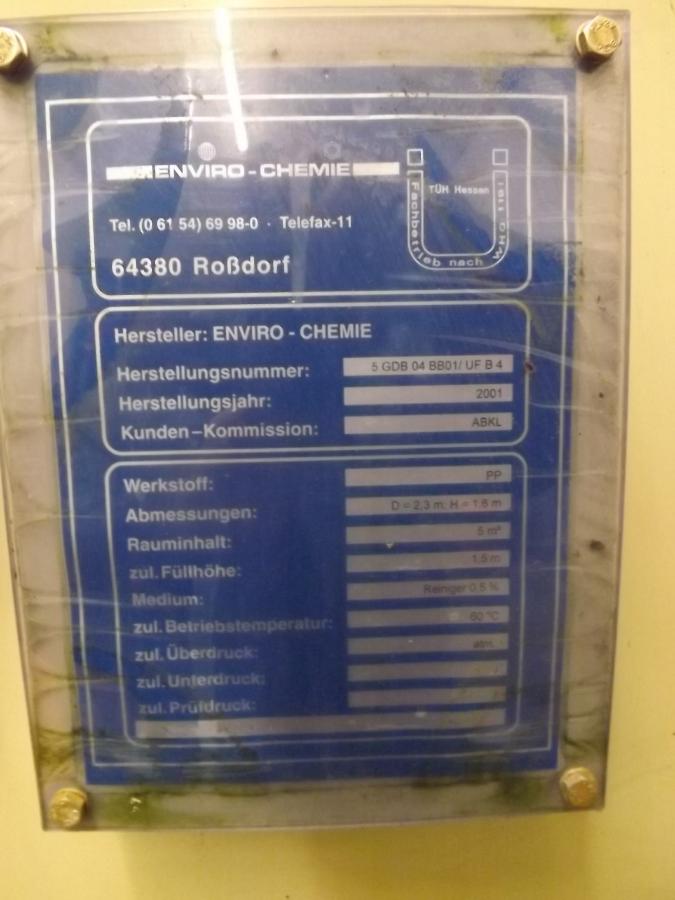 ENVIRO-CHEMIE
TÜH Hessen
Fachbetrieb nach WHG 1191
Tel. (0 61 54) 69 98-0 · Telefax-11
64380 Roßdorf
Hersteller: ENVIRO - CHEMIE
Herstellungsnummer: 5 GDB 04 BB01/ UF B 4
Herstellungsjahr: 2001
Kunden-Kommission: ABKL
Werkstoff: PP
Abmessungen: D = 2,3 m; H = 1,6 m
Rauminhalt: 5 m³
zul. Füllhöhe: 1,5 m
Medium: Reiniger 0,5 %
zul. Betriebstemperatur: 60 °C
zul. Überdruck: atm.
zul. Unterdruck:
zul. Prüfdruck: